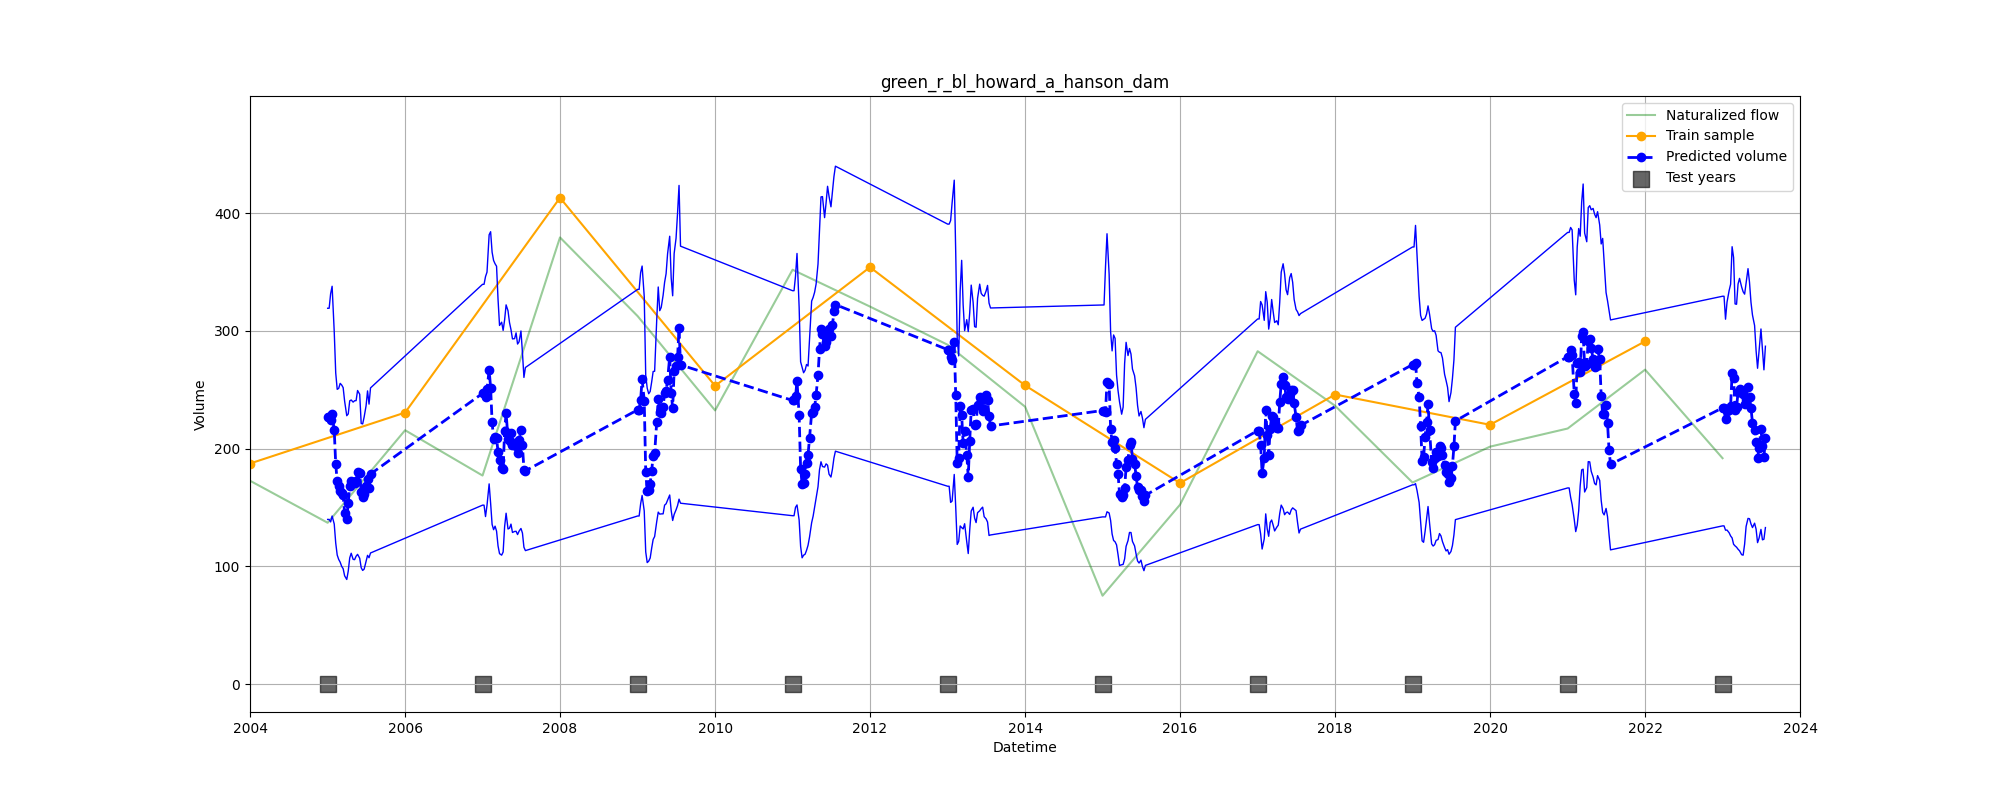 green_r_bl_howard_a_hanson_dam
Naturalized flow
Train sample
Predicted volume
Test years
Volume
400
300
200
100
0
2004 2006 2008 2010 2012 2014 2016 2018 2020 2022 2024
Datetime